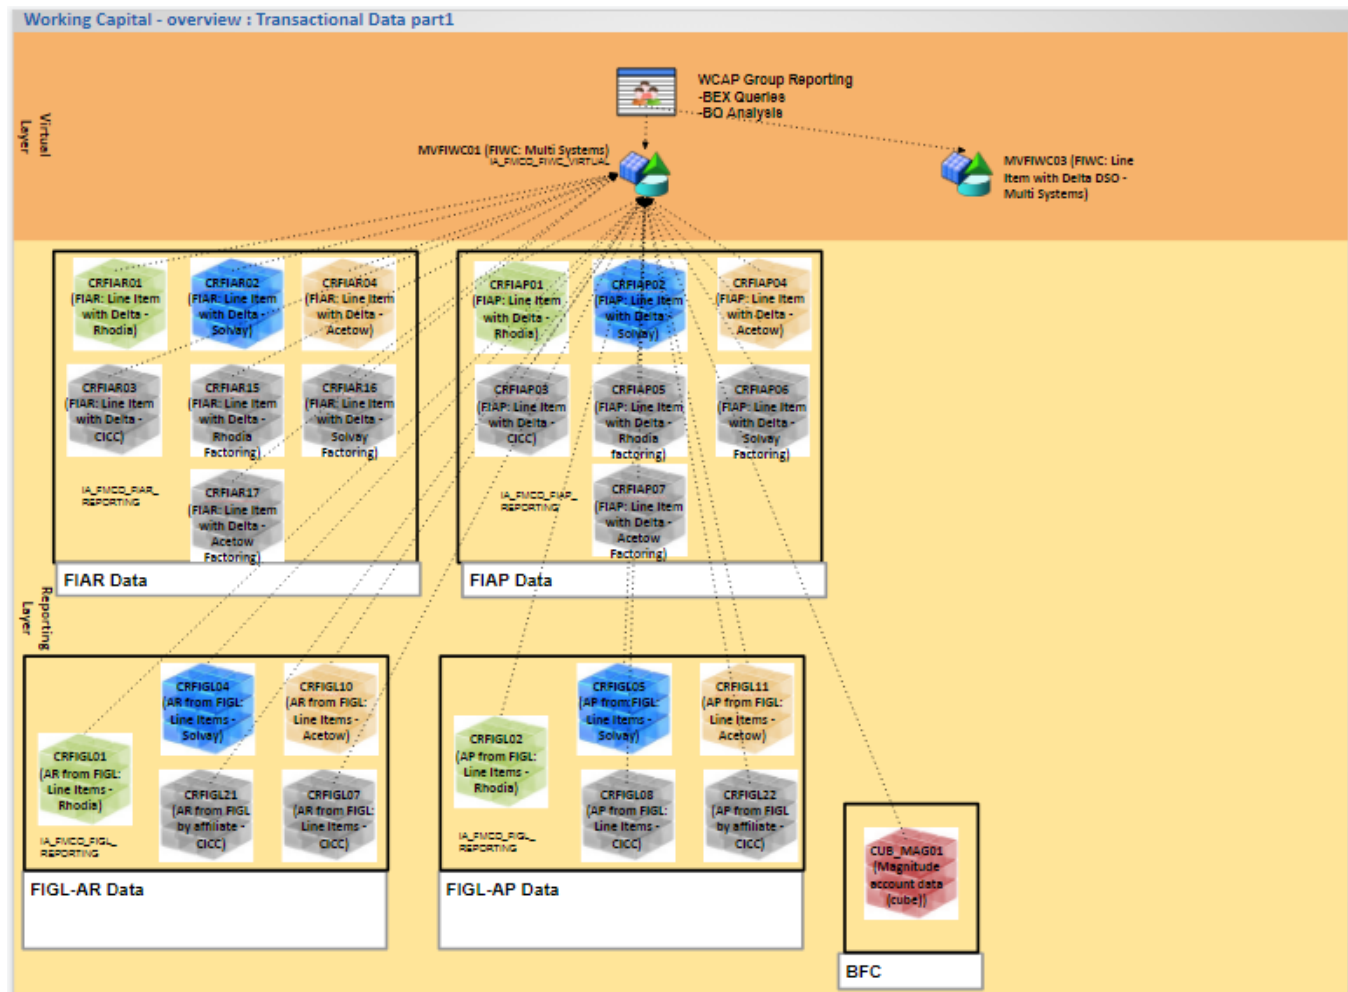 Working Capital - overview : Transactional Data part1
Virtual
Layer
WCAP Group Reporting
-BEX Queries
-BO Analysis
MVFIWC01 (FIWC: Multi Systems)
IA_FMCO_FIWC_VIRTUAL
MVFIWC03 (FIWC: Line
Item with Delta DSO -
Multi Systems)
CRFIAR01
(FIAR: Line Item
with Delta -
Rhodia)
CRFIAR02
(FIAR: Line Item
with Delta -
Solvay)
CRFIAR04
(FIAR: Line Item
with Delta -
Acetow)
CRFIAR03
(FIAR: Line Item
with Delta -
CICC)
CRFIAR15
(FIAR: Line Item
with Delta -
Rhodia
Factoring)
CRFIAR16
(FIAR: Line Item
with Delta -
Solvay
Factoring)
IA_FMCO_FIAR_
REPORTING
CRFIAR17
(FIAR: Line Item
with Delta -
Acetow
Factoring)
FIAR Data
CRFIAP01
(FIAP: Line Item
with Delta -
Rhodia)
CRFIAP02
(FIAP: Line Item
with Delta -
Solvay)
CRFIAP04
(FIAP: Line Item
with Delta -
Acetow)
CRFIAP03
(FIAP: Line Item
with Delta -
CICC)
CRFIAP05
(FIAP: Line Item
with Delta -
Rhodia
factoring)
CRFIAP06
(FIAP: Line Item
with Delta -
Solvay
Factoring)
IA_FMCO_FIAP_
REPORTING
CRFIAP07
(FIAP: Line Item
with Delta -
Acetow
Factoring)
FIAP Data
Reporting
Layer
CRFIGL04
(AR from FIGL:
Line Items -
Solvay)
CRFIGL10
(AR from FIGL:
Line Items -
Acetow)
CRFIGL01
(AR from FIGL:
Line Items -
Rhodia)
CRFIGL21
(AR from FIGL
by affiliate -
CICC)
CRFIGL07
(AR from FIGL:
Line Items -
CICC)
IA_FMCO_FIGL_
REPORTING
FIGL-AR Data
CRFIGL05
(AP from FIGL:
Line Items -
Solvay)
CRFIGL11
(AP from FIGL:
Line Items -
Acetow)
CRFIGL02
(AP from FIGL:
Line Items -
Rhodia)
CRFIGL08
(AP from FIGL:
Line Items -
CICC)
CRFIGL22
(AP from FIGL
by affiliate -
CICC)
IA_FMCO_FIGL_
REPORTING
FIGL-AP Data
CUB_MAG01
(Magnitude
account data
(cube))
BFC